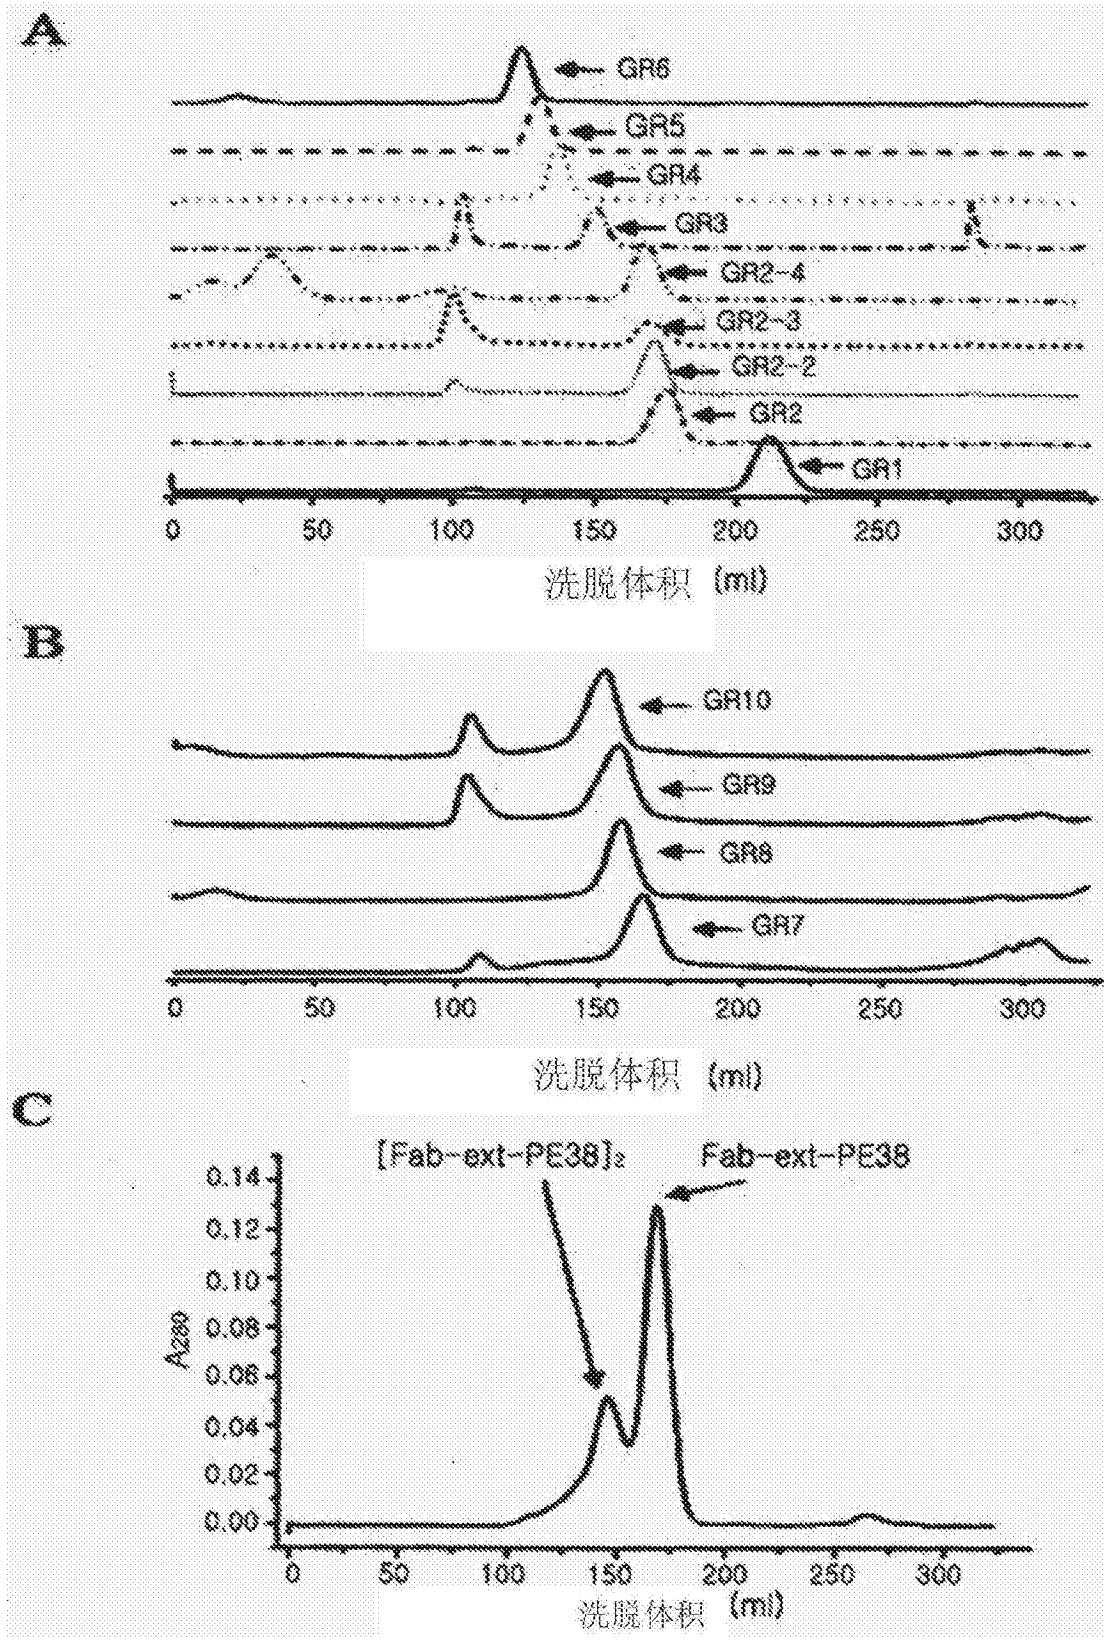 A
GR6
GR5
GR4
GR3
GR2-4
GR2-3
GR2-2
GR2
GR1
0 50 100 150 200 250 300
洗脱体积 (ml)
B
GR10
GR9
GR8
GR7
0 50 100 150 200 250 300
洗脱体积 (ml)
C
[Fab-ext-PE38]₂ Fab-ext-PE38
0.14
0.12
0.10
0.08
0.06
0.04
0.02
0.00
A280
0 50 100 150 200 250 300
洗脱体积 (ml)